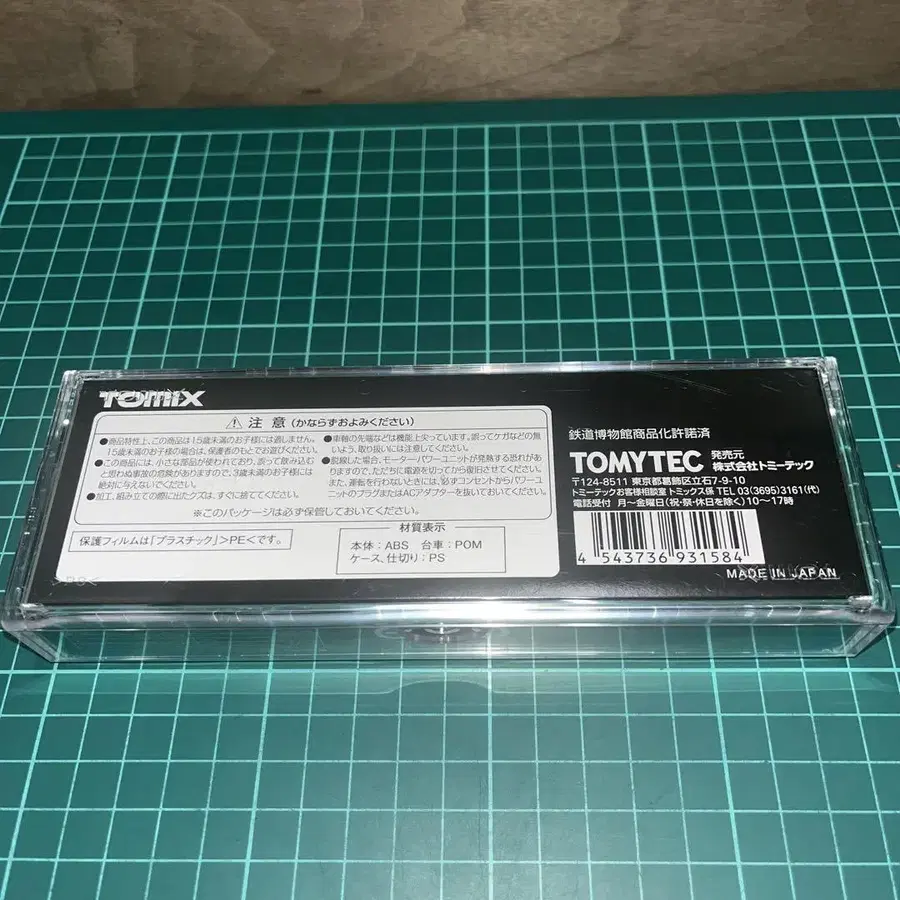 TOMIX
注 意 (かならずおよみください)
●商品特性上、この商品は15歳未満のお子様には適しません。
15歳未満のお子様の場合は、保護者のもとでお遊びください。
●この商品には、小さな部品が使われており、誤って飲み込む
と思わぬ事故の危険がありますので、3歳未満のお子様には
絶対に与えないでください。
●加工、組み立ての際に出たクズは、すぐに捨ててください。
●車軸の先端などは機能上尖っています。誤ってケガなどの無
いよう、取り扱いには注意してください。
●脱線した場合、モーターパワーユニットが発熱する恐れがあり
ますので、ただちに電源を切ってから復旧させてください。
また、運転を行わないときには、必ずコンセントからパワーユ
ニットのプラグまたはACアダプターを抜いておいてください。
※このパッケージは必ず保管しておいてください。
保護フィルムは「プラスチック」>PE<です。
材質表示
本体:ABS 台車:POM
ケース、仕切り:PS
鉄道博物館商品化許諾済
TOMYTEC 発売元 株式会社トミーテック
〒124-8511 東京都葛飾区立石7-9-10
トミーテックお客様相談室 トミックス係 TEL 03(3695)3161(代)
電話受付 月〜金曜日(祝・祭・休日を除く)10〜17時
4 543736 931584
MADE IN JAPAN